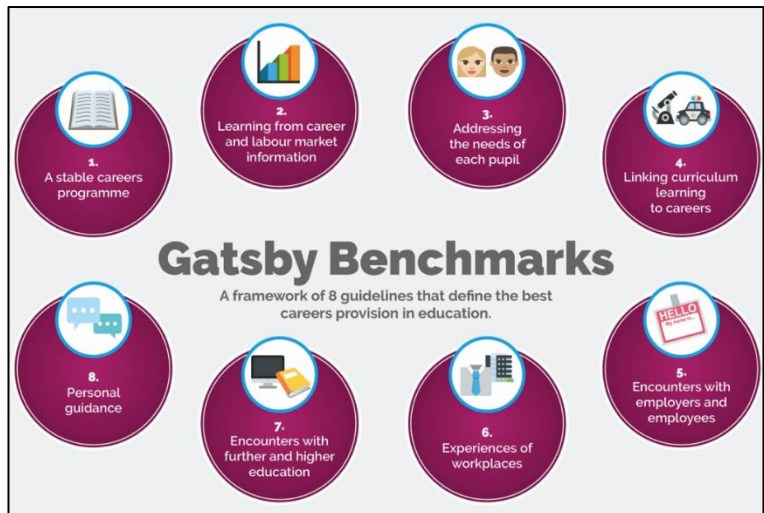 1.
A stable careers
programme
2.
Learning from career
and labour market
information
3.
Addressing
the needs of
each pupil
4.
Linking curriculum
learning
to careers
Gatsby Benchmarks
A framework of 8 guidelines that define the best
careers provision in education.
HELLO
My name is...
5.
Encounters with
employers and
employees
6.
Experiences of
workplaces
7.
Encounters with
further and higher
education
8.
Personal
guidance